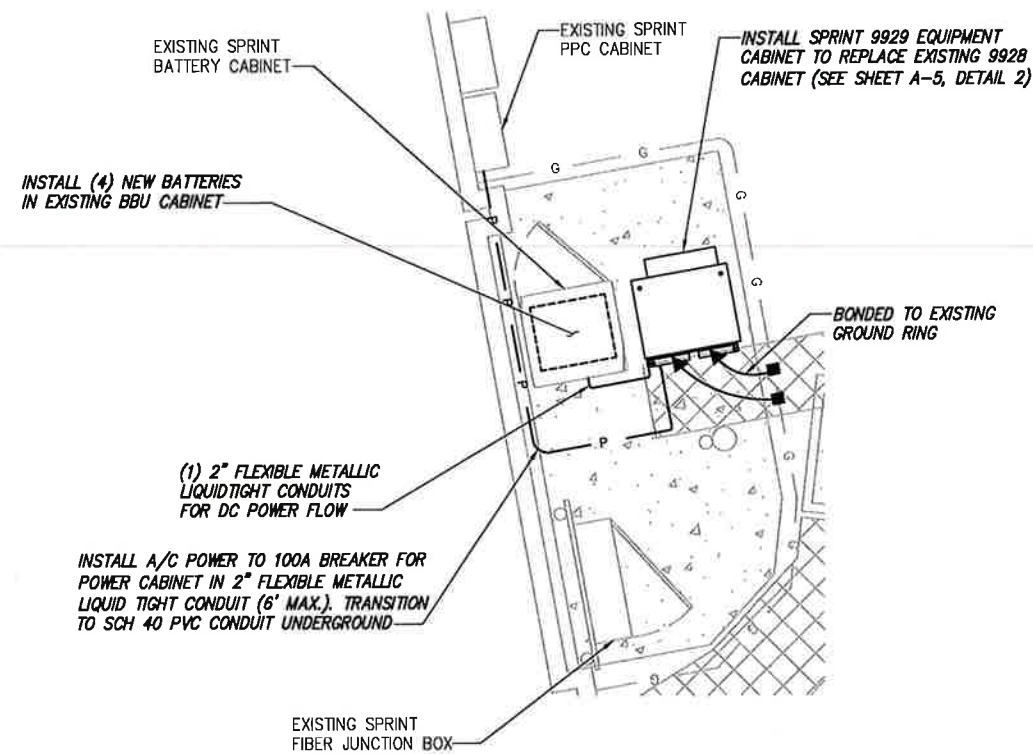 EXISTING SPRINT
BATTERY CABINET
EXISTING SPRINT
PPC CABINET
INSTALL SPRINT 9929 EQUIPMENT
CABINET TO REPLACE EXISTING 9928
CABINET (SEE SHEET A-5, DETAIL 2)
INSTALL (4) NEW BATTERIES
IN EXISTING BBU CABINET
BONDED TO EXISTING
GROUND RING
(1) 2" FLEXIBLE METALLIC
LIQUIDTIGHT CONDUITS
FOR DC POWER FLOW
INSTALL A/C POWER TO 100A BREAKER FOR
POWER CABINET IN 2" FLEXIBLE METALLIC
LIQUID TIGHT CONDUIT (6' MAX.). TRANSITION
TO SCH 40 PVC CONDUIT UNDERGROUND
EXISTING SPRINT
FIBER JUNCTION BOX
G
G
G
G
G
G
G
G
G
P
P
P
P